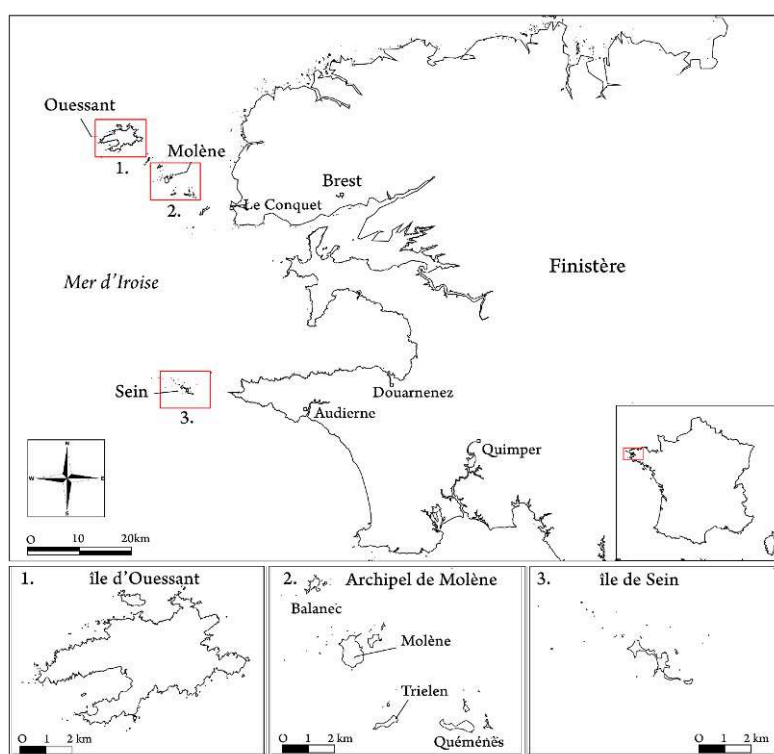 Ouessant
1.
Molène
2.
Le Conquet
Brest
Mer d'Iroise
Finistère
Sein
3.
Douarnenez
Audierne
Quimper
N
W E
S
0 10 20km
1. île d'Ouessant
0 1 2 km
2. Archipel de Molène
Balanec
Molène
Trielen
Quéménès
0 1 2 km
3. île de Sein
0 1 2 km